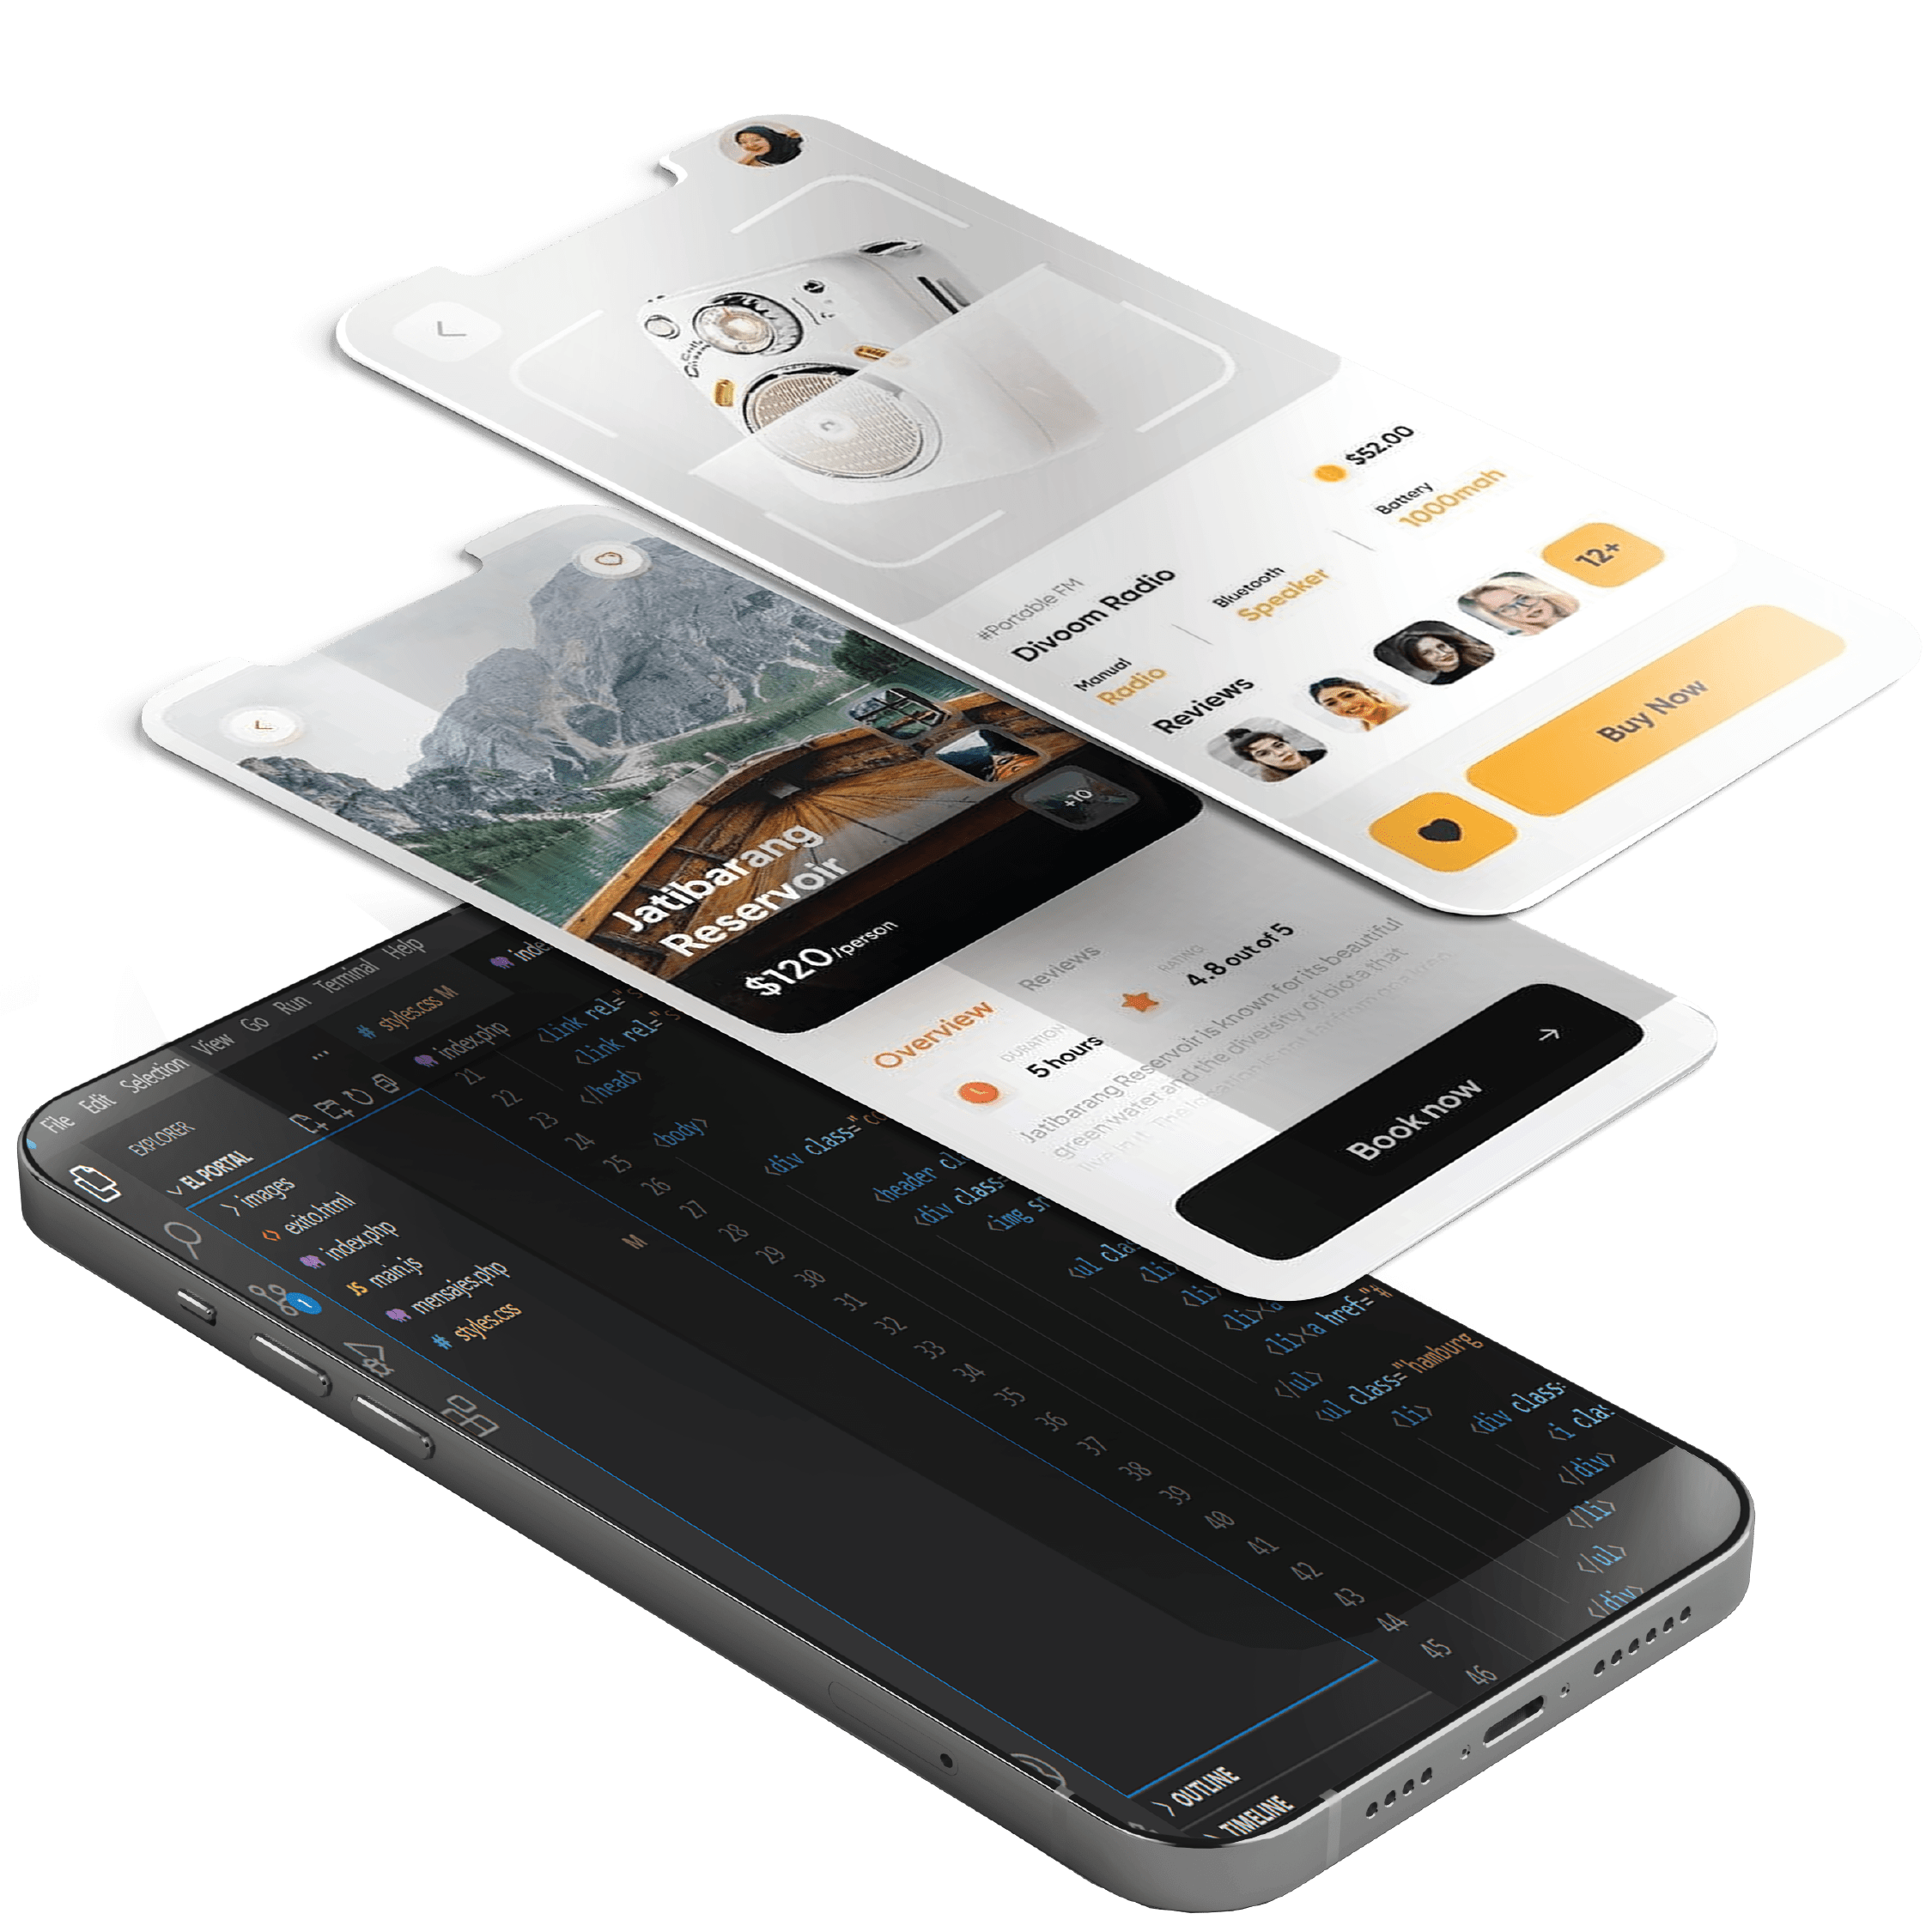 $52.00
#Portable FM
Divoom Radio
Manual
Radio
Bluetooth
Speaker
Battery
1000mah
Reviews
12+
Buy Now
+10
Jatibarang
Reservoir
$120/person
Overview
Reviews
DURATION
5 hours
RATING
4.8 out of 5
Jatibarang Reservoir is known for its beautiful
green water and the diversity of biota that
live in it. The location is not far from
Book now
File Edit Selection View Go Run Terminal Help
EXPLORER
...
EL PORTAL
images
exito.html
index.php
JS main.js
mensajes.php
# styles.css
M
1
# styles.css M
index.php
21
22
23
24
25
26
27
28
29
30
31
32
33
34
35
36
37
38
39
40
41
42
43
44
45
46
<link rel="s
<link rel="s
</head>
<body>
<div class="co
<header cl
<div class=
<img sr
<ul cla
<li>
<li>
<li><a
<li><a href="#
</ul>
<ul class="hamburg
<li>
<div class=
<i clas
</div>
</li>
</ul>
</div>
OUTLINE
TIMELINE